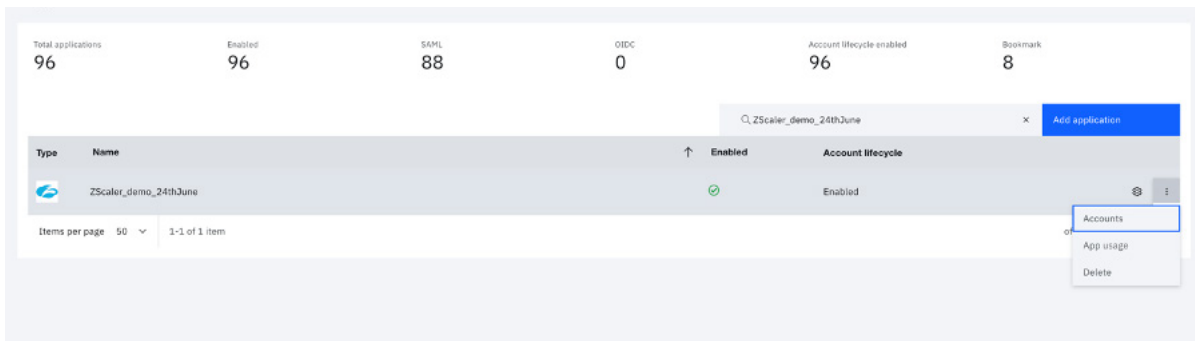 Total applications Enabled SAML OIDC Account lifecycle enabled Bookmark
96 96 88 0 96 8
ZScaler_demo_24thJune Add application
Type Name Enabled Account lifecycle
ZScaler_demo_24thJune Enabled
Accounts
Items per page 50 1-1 of 1 item of
App usage
Delete